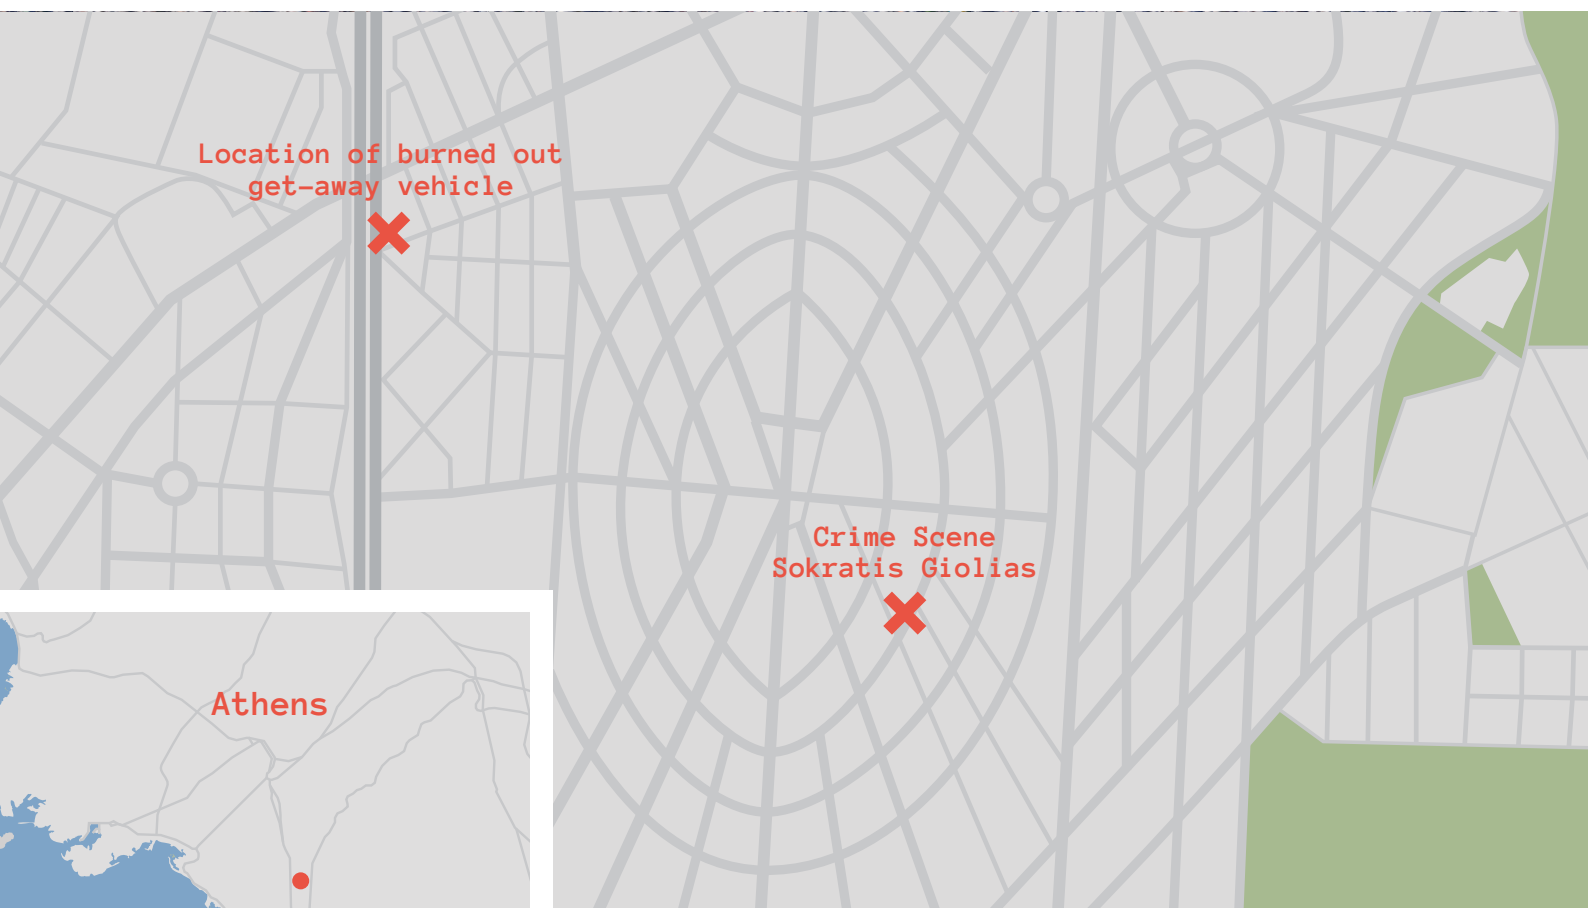 Location of burned out
get-away vehicle
Crime Scene
Sokratis Giolias
Athens